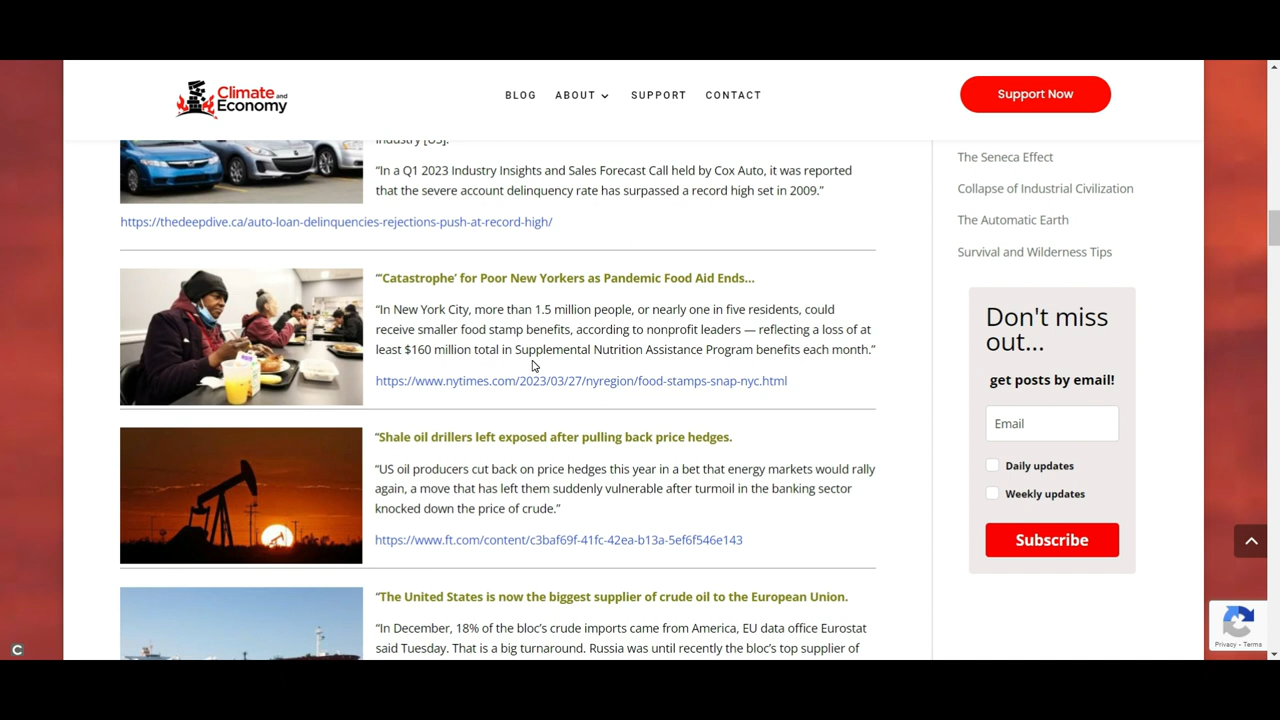 Climate and
Economy
BLOG ABOUT SUPPORT CONTACT
Support Now
industry [US].
“In a Q1 2023 Industry Insights and Sales Forecast Call held by Cox Auto, it was reported
that the severe account delinquency rate has surpassed a record high set in 2009.”
https://thedeepdive.ca/auto-loan-delinquencies-rejections-push-at-record-high/
“‘Catastrophe’ for Poor New Yorkers as Pandemic Food Aid Ends…
“In New York City, more than 1.5 million people, or nearly one in five residents, could
receive smaller food stamp benefits, according to nonprofit leaders — reflecting a loss of at
least $160 million total in Supplemental Nutrition Assistance Program benefits each month.”
https://www.nytimes.com/2023/03/27/nyregion/food-stamps-snap-nyc.html
“Shale oil drillers left exposed after pulling back price hedges.
“US oil producers cut back on price hedges this year in a bet that energy markets would rally
again, a move that has left them suddenly vulnerable after turmoil in the banking sector
knocked down the price of crude.”
https://www.ft.com/content/c3baf69f-41fc-42ea-b13a-5ef6f546e143
“The United States is now the biggest supplier of crude oil to the European Union.
“In December, 18% of the bloc’s crude imports came from America, EU data office Eurostat
said Tuesday. That is a big turnaround. Russia was until recently the bloc’s top supplier of
The Seneca Effect
Collapse of Industrial Civilization
The Automatic Earth
Survival and Wilderness Tips
Don't miss
out...
get posts by email!
Email
Daily updates
Weekly updates
Subscribe
Privacy - Terms
C